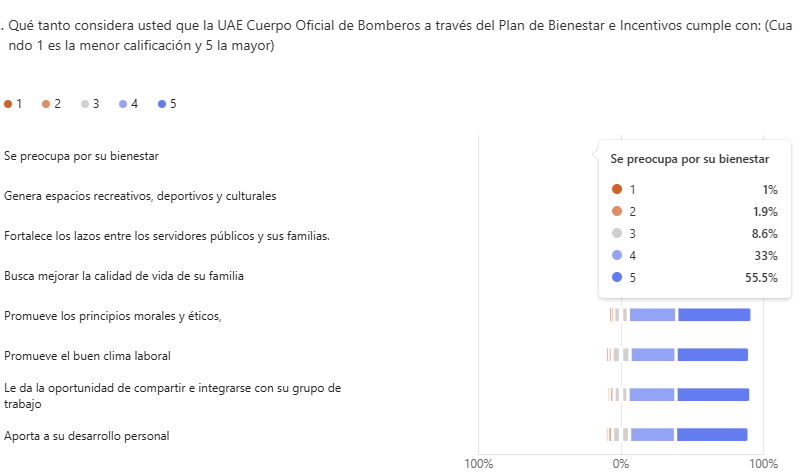 . Qué tanto considera usted que la UAE Cuerpo Oficial de Bomberos a través del Plan de Bienestar e Incentivos cumple con: (Cua
ndo 1 es la menor calificación y 5 la mayor)
1 2 3 4 5
Se preocupa por su bienestar
Genera espacios recreativos, deportivos y culturales
Fortalece los lazos entre los servidores públicos y sus familias.
Busca mejorar la calidad de vida de su familia
Promueve los principios morales y éticos,
Promueve el buen clima laboral
Le da la oportunidad de compartir e integrarse con su grupo de
trabajo
Aporta a su desarrollo personal
Se preocupa por su bienestar
1 1%
2 1.9%
3 8.6%
4 33%
5 55.5%
100% 0% 100%